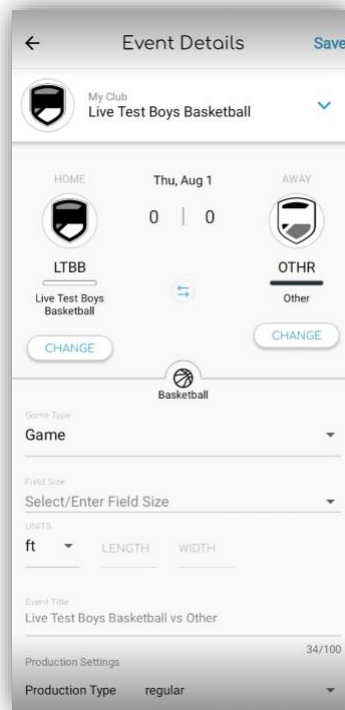 Event Details Save
My Club
Live Test Boys Basketball
HOME Thu, Aug 1 AWAY
0 | 0
LTBB OTHR
Live Test Boys Other
Basketball
CHANGE CHANGE
Basketball
Game Type
Game
Field Size
Select/Enter Field Size
UNITS
ft LENGTH WIDTH
Event Title
Live Test Boys Basketball vs Other
34/100
Production Settings
Production Type regular